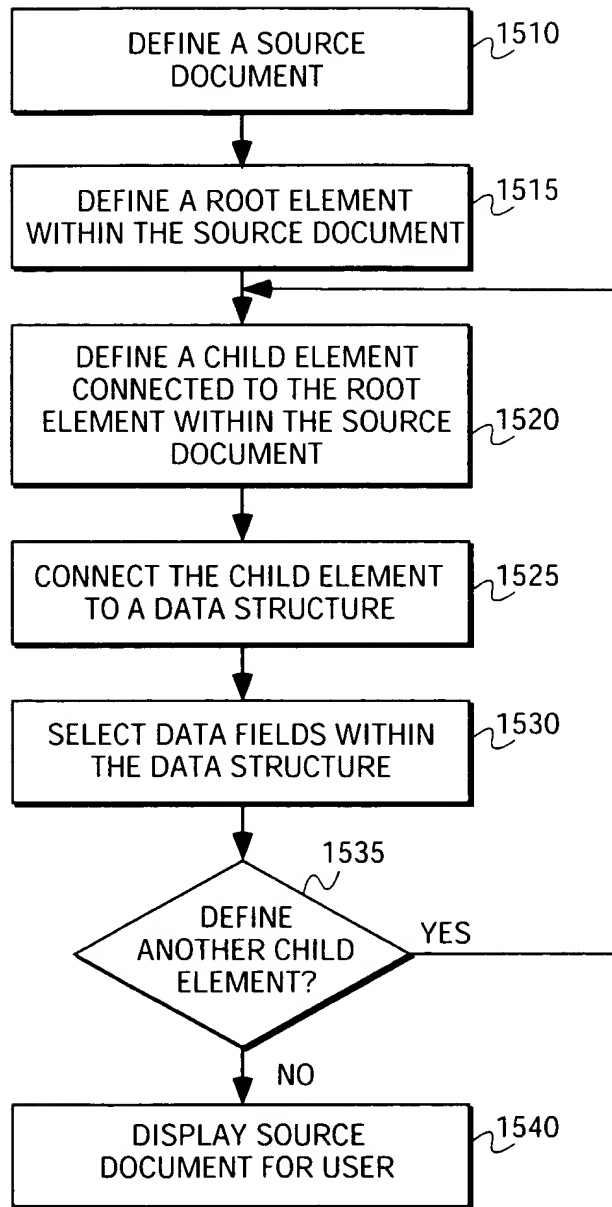 DEFINE A SOURCE
DOCUMENT
1510
DEFINE A ROOT ELEMENT
WITHIN THE SOURCE DOCUMENT
1515
DEFINE A CHILD ELEMENT
CONNECTED TO THE ROOT
ELEMENT WITHIN THE SOURCE
DOCUMENT
1520
CONNECT THE CHILD ELEMENT
TO A DATA STRUCTURE
1525
SELECT DATA FIELDS WITHIN
THE DATA STRUCTURE
1530
1535
DEFINE
ANOTHER CHILD
ELEMENT?
YES
NO
DISPLAY SOURCE
DOCUMENT FOR USER
1540